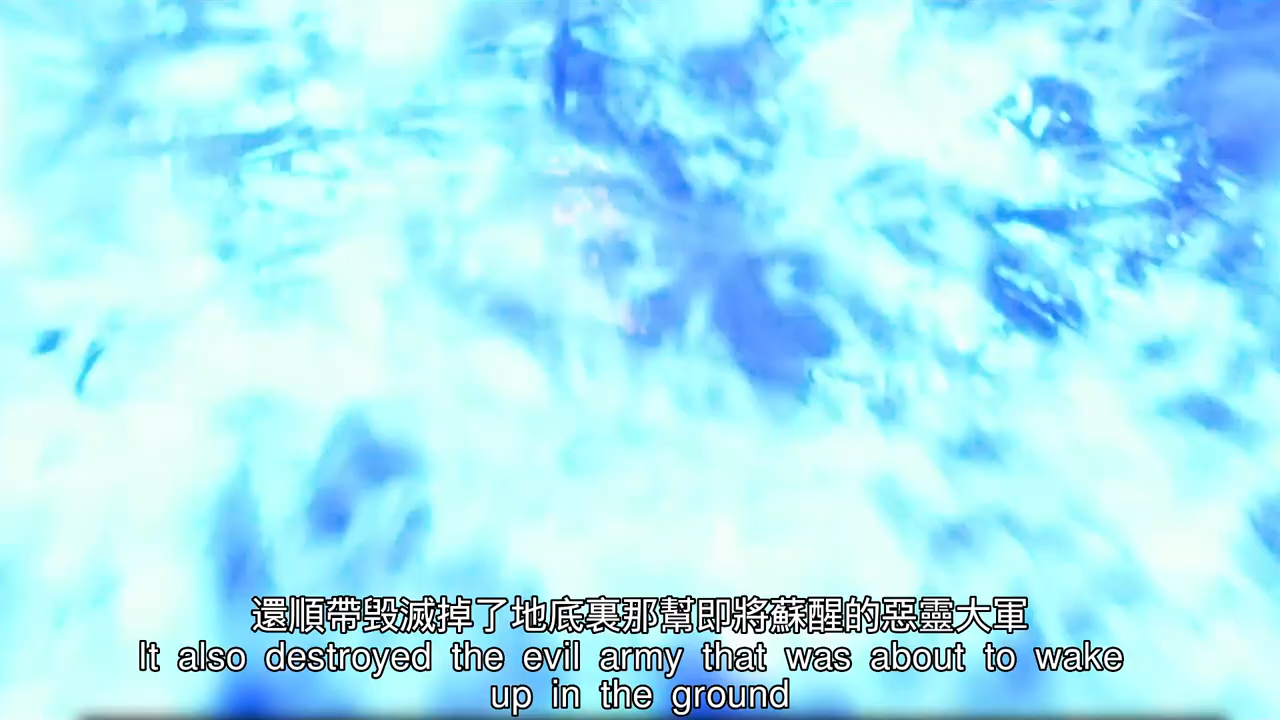 還順帶毀滅掉了地底裏那幫即將蘇醒的惡靈大軍
It also destroyed the evil army that was about to wake
up in the ground